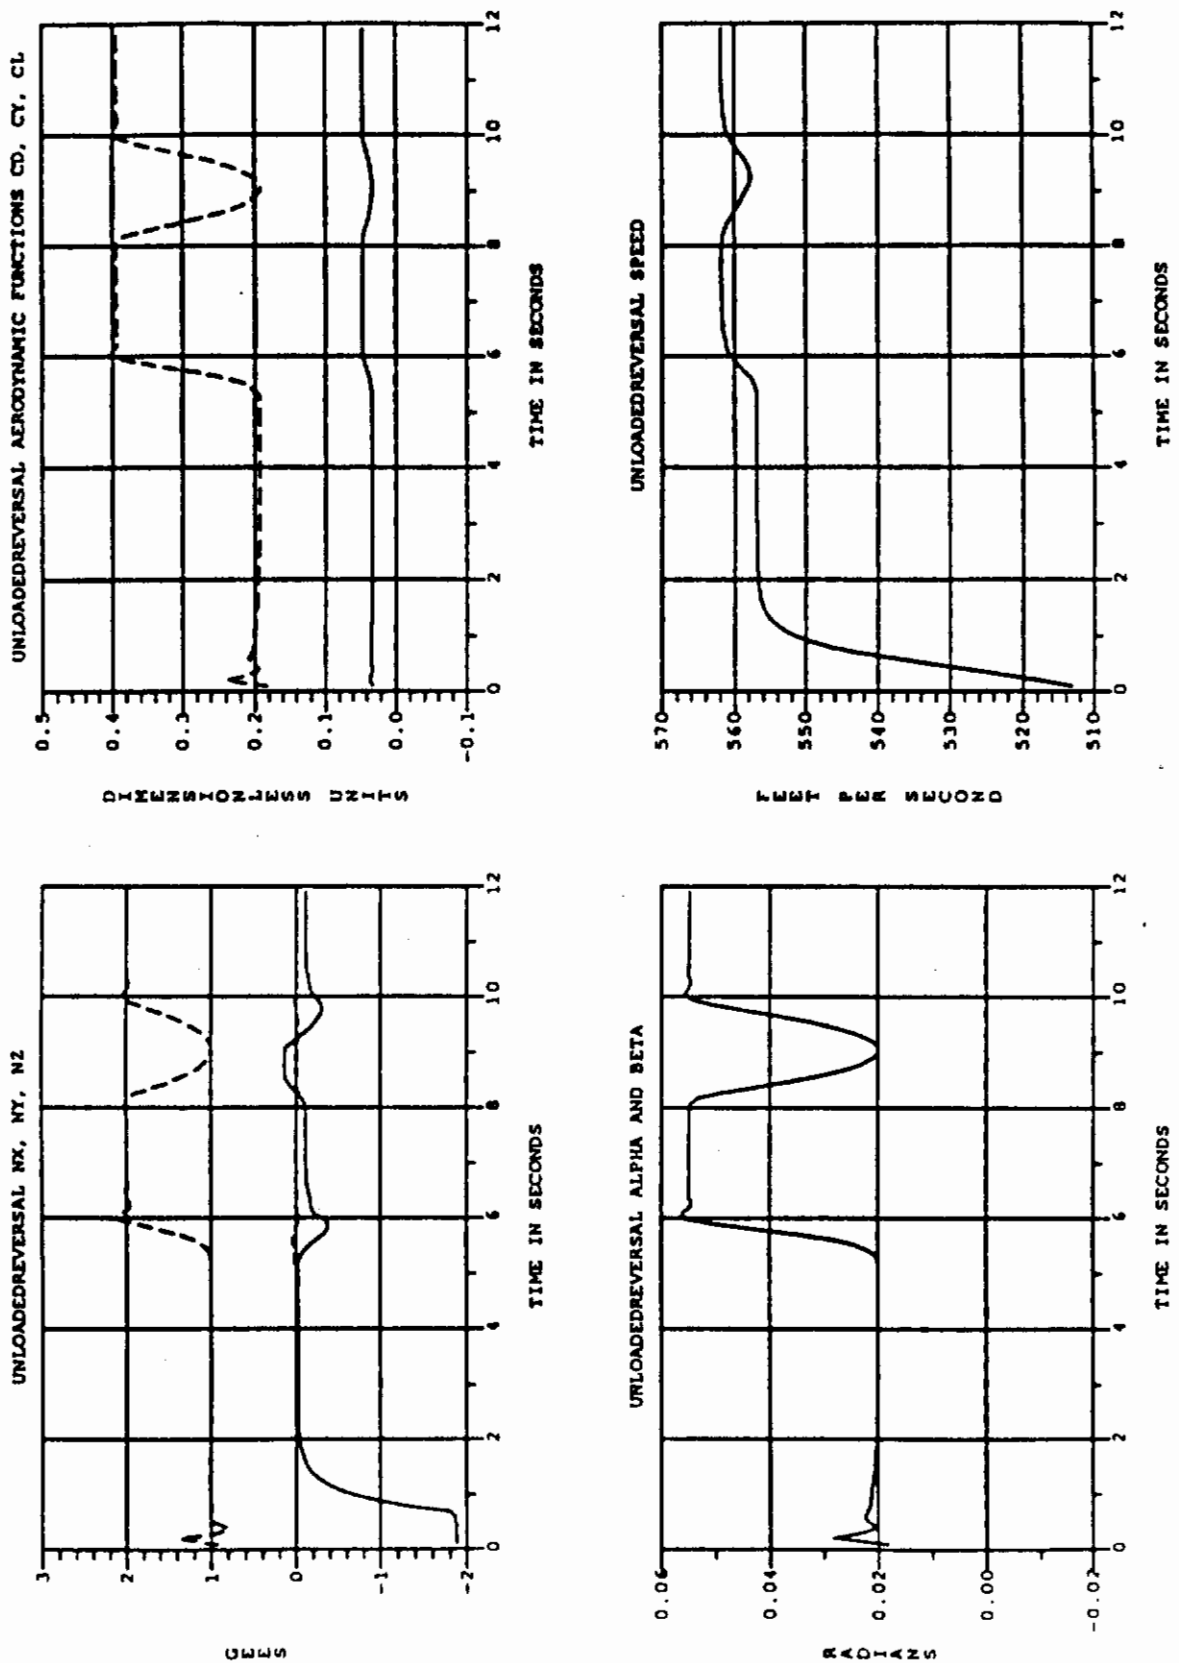 UNLOADEDREVERSAL NX, NY, N2
GEES
3
2
1
0
-1
-2
0 2 4 6 8 10 12
TIME IN SECONDS
UNLOADEDREVERSAL AERODYNAMIC FUNCTIONS CD, CY, CL
DIMENSIONLESS UNITS
0.5
0.4
0.3
0.2
0.1
0.0
-0.1
0 2 4 6 8 10 12
TIME IN SECONDS
UNLOADEDREVERSAL ALPHA AND BETA
RADIANS
0.06
0.04
0.02
0.00
-0.02
0 2 4 6 8 10 12
TIME IN SECONDS
UNLOADEDREVERSAL SPEED
FEET PER SECOND
570
560
550
540
530
520
510
0 2 4 6 8 10 12
TIME IN SECONDS